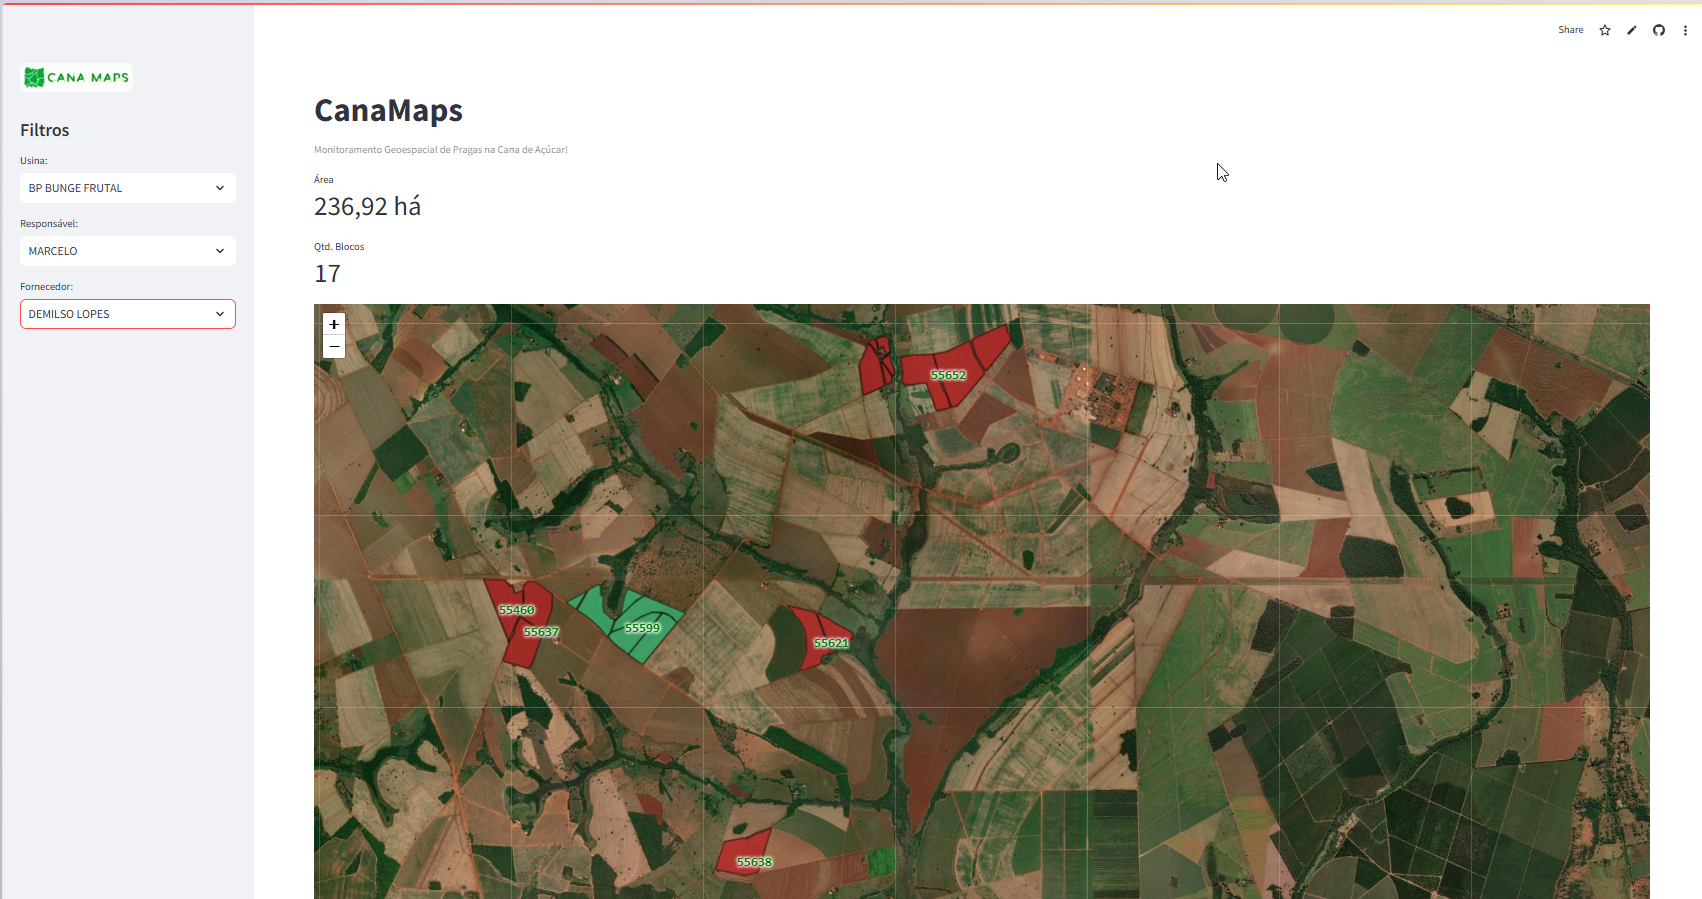 Share
CANA MAPS
Filtros
Usina:
BP BUNGE FRUTAL
Responsável:
MARCELO
Fornecedor:
DEMILSO LOPES
CanaMaps
Monitoramento Geoespacial de Pragas na Cana de Açúcar!
Área
236,92 há
Qtd. Blocos
17
+
−
55652
55460
55637
55599
55621
55638